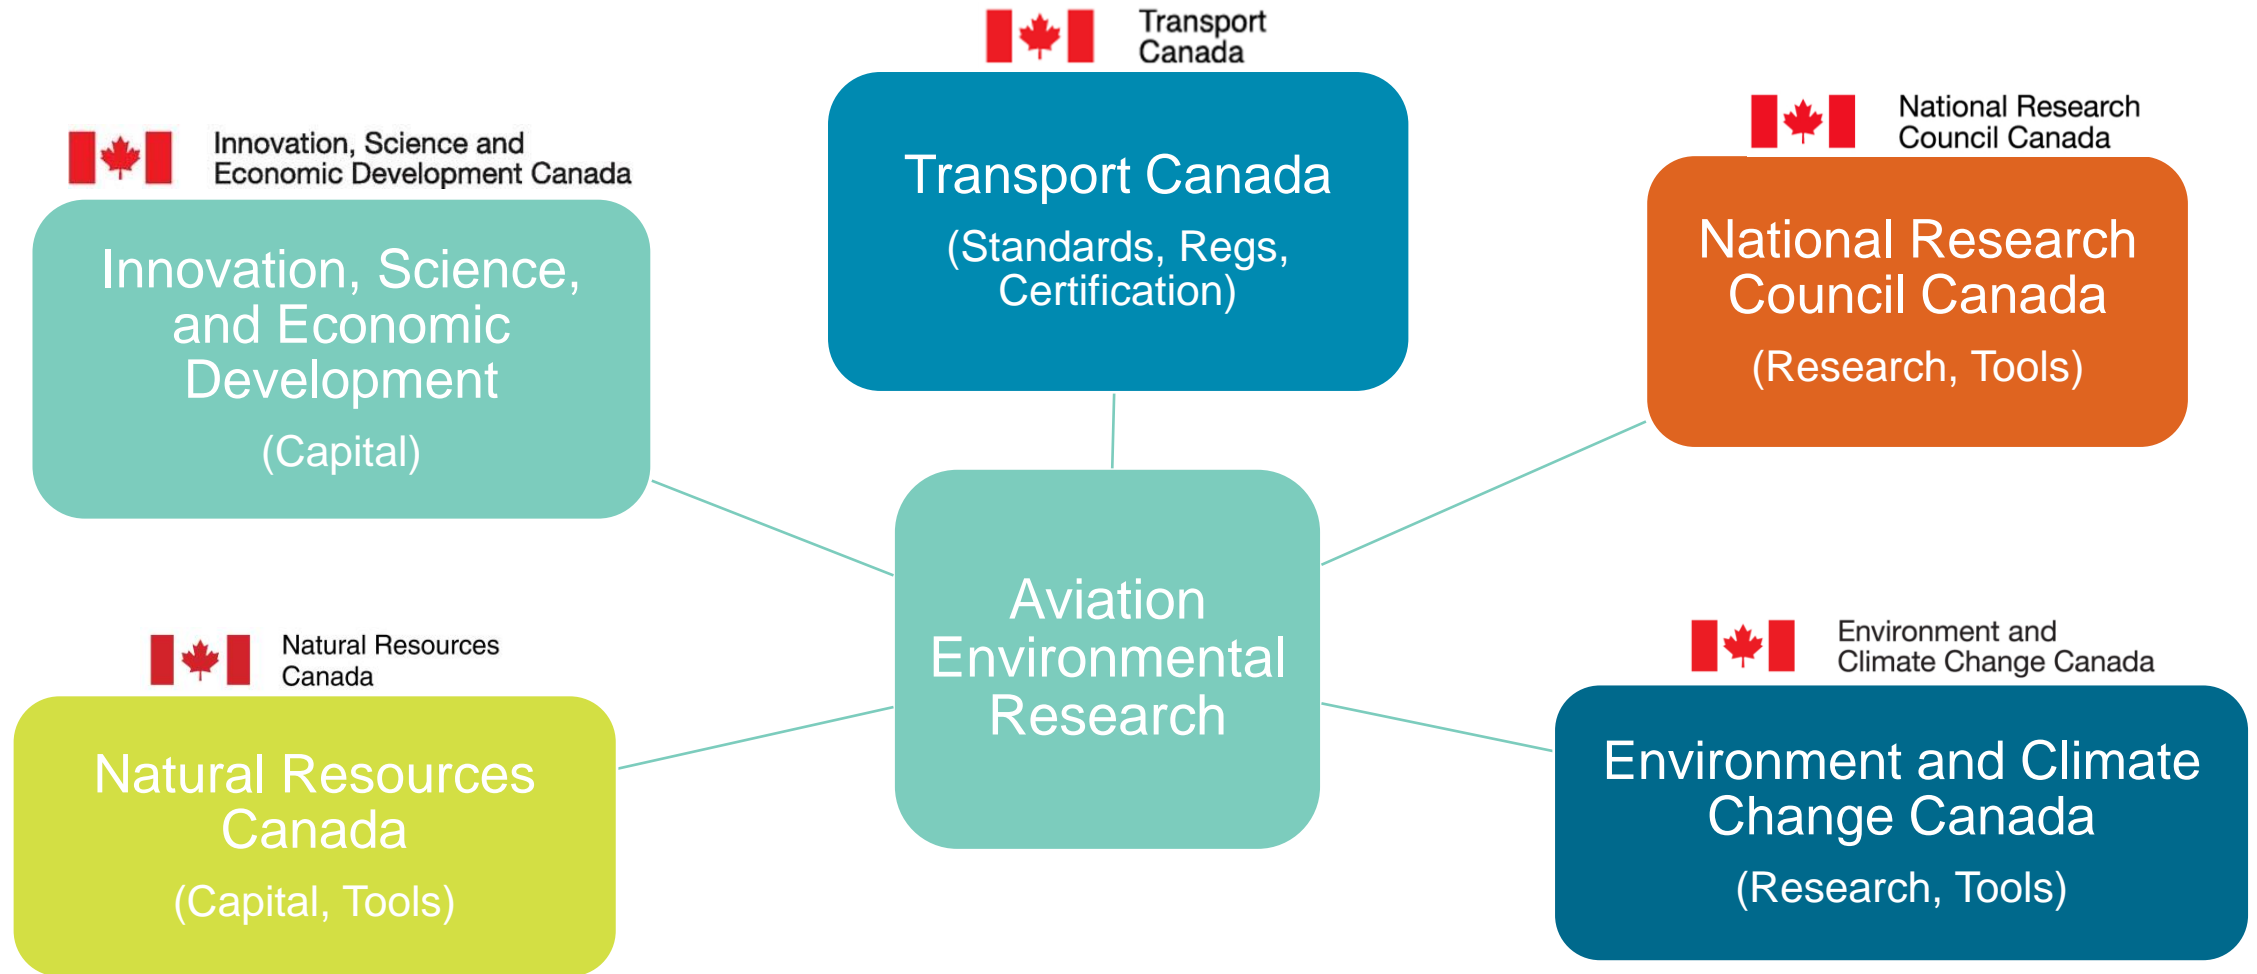 Transport
Canada
Transport Canada
(Standards, Regs,
Certification)
Innovation, Science and
Economic Development Canada
Innovation, Science,
and Economic
Development
(Capital)
National Research
Council Canada
National Research
Council Canada
(Research, Tools)
Aviation
Environmental
Research
Natural Resources
Canada
Natural Resources
Canada
(Capital, Tools)
Environment and
Climate Change Canada
Environment and Climate
Change Canada
(Research, Tools)